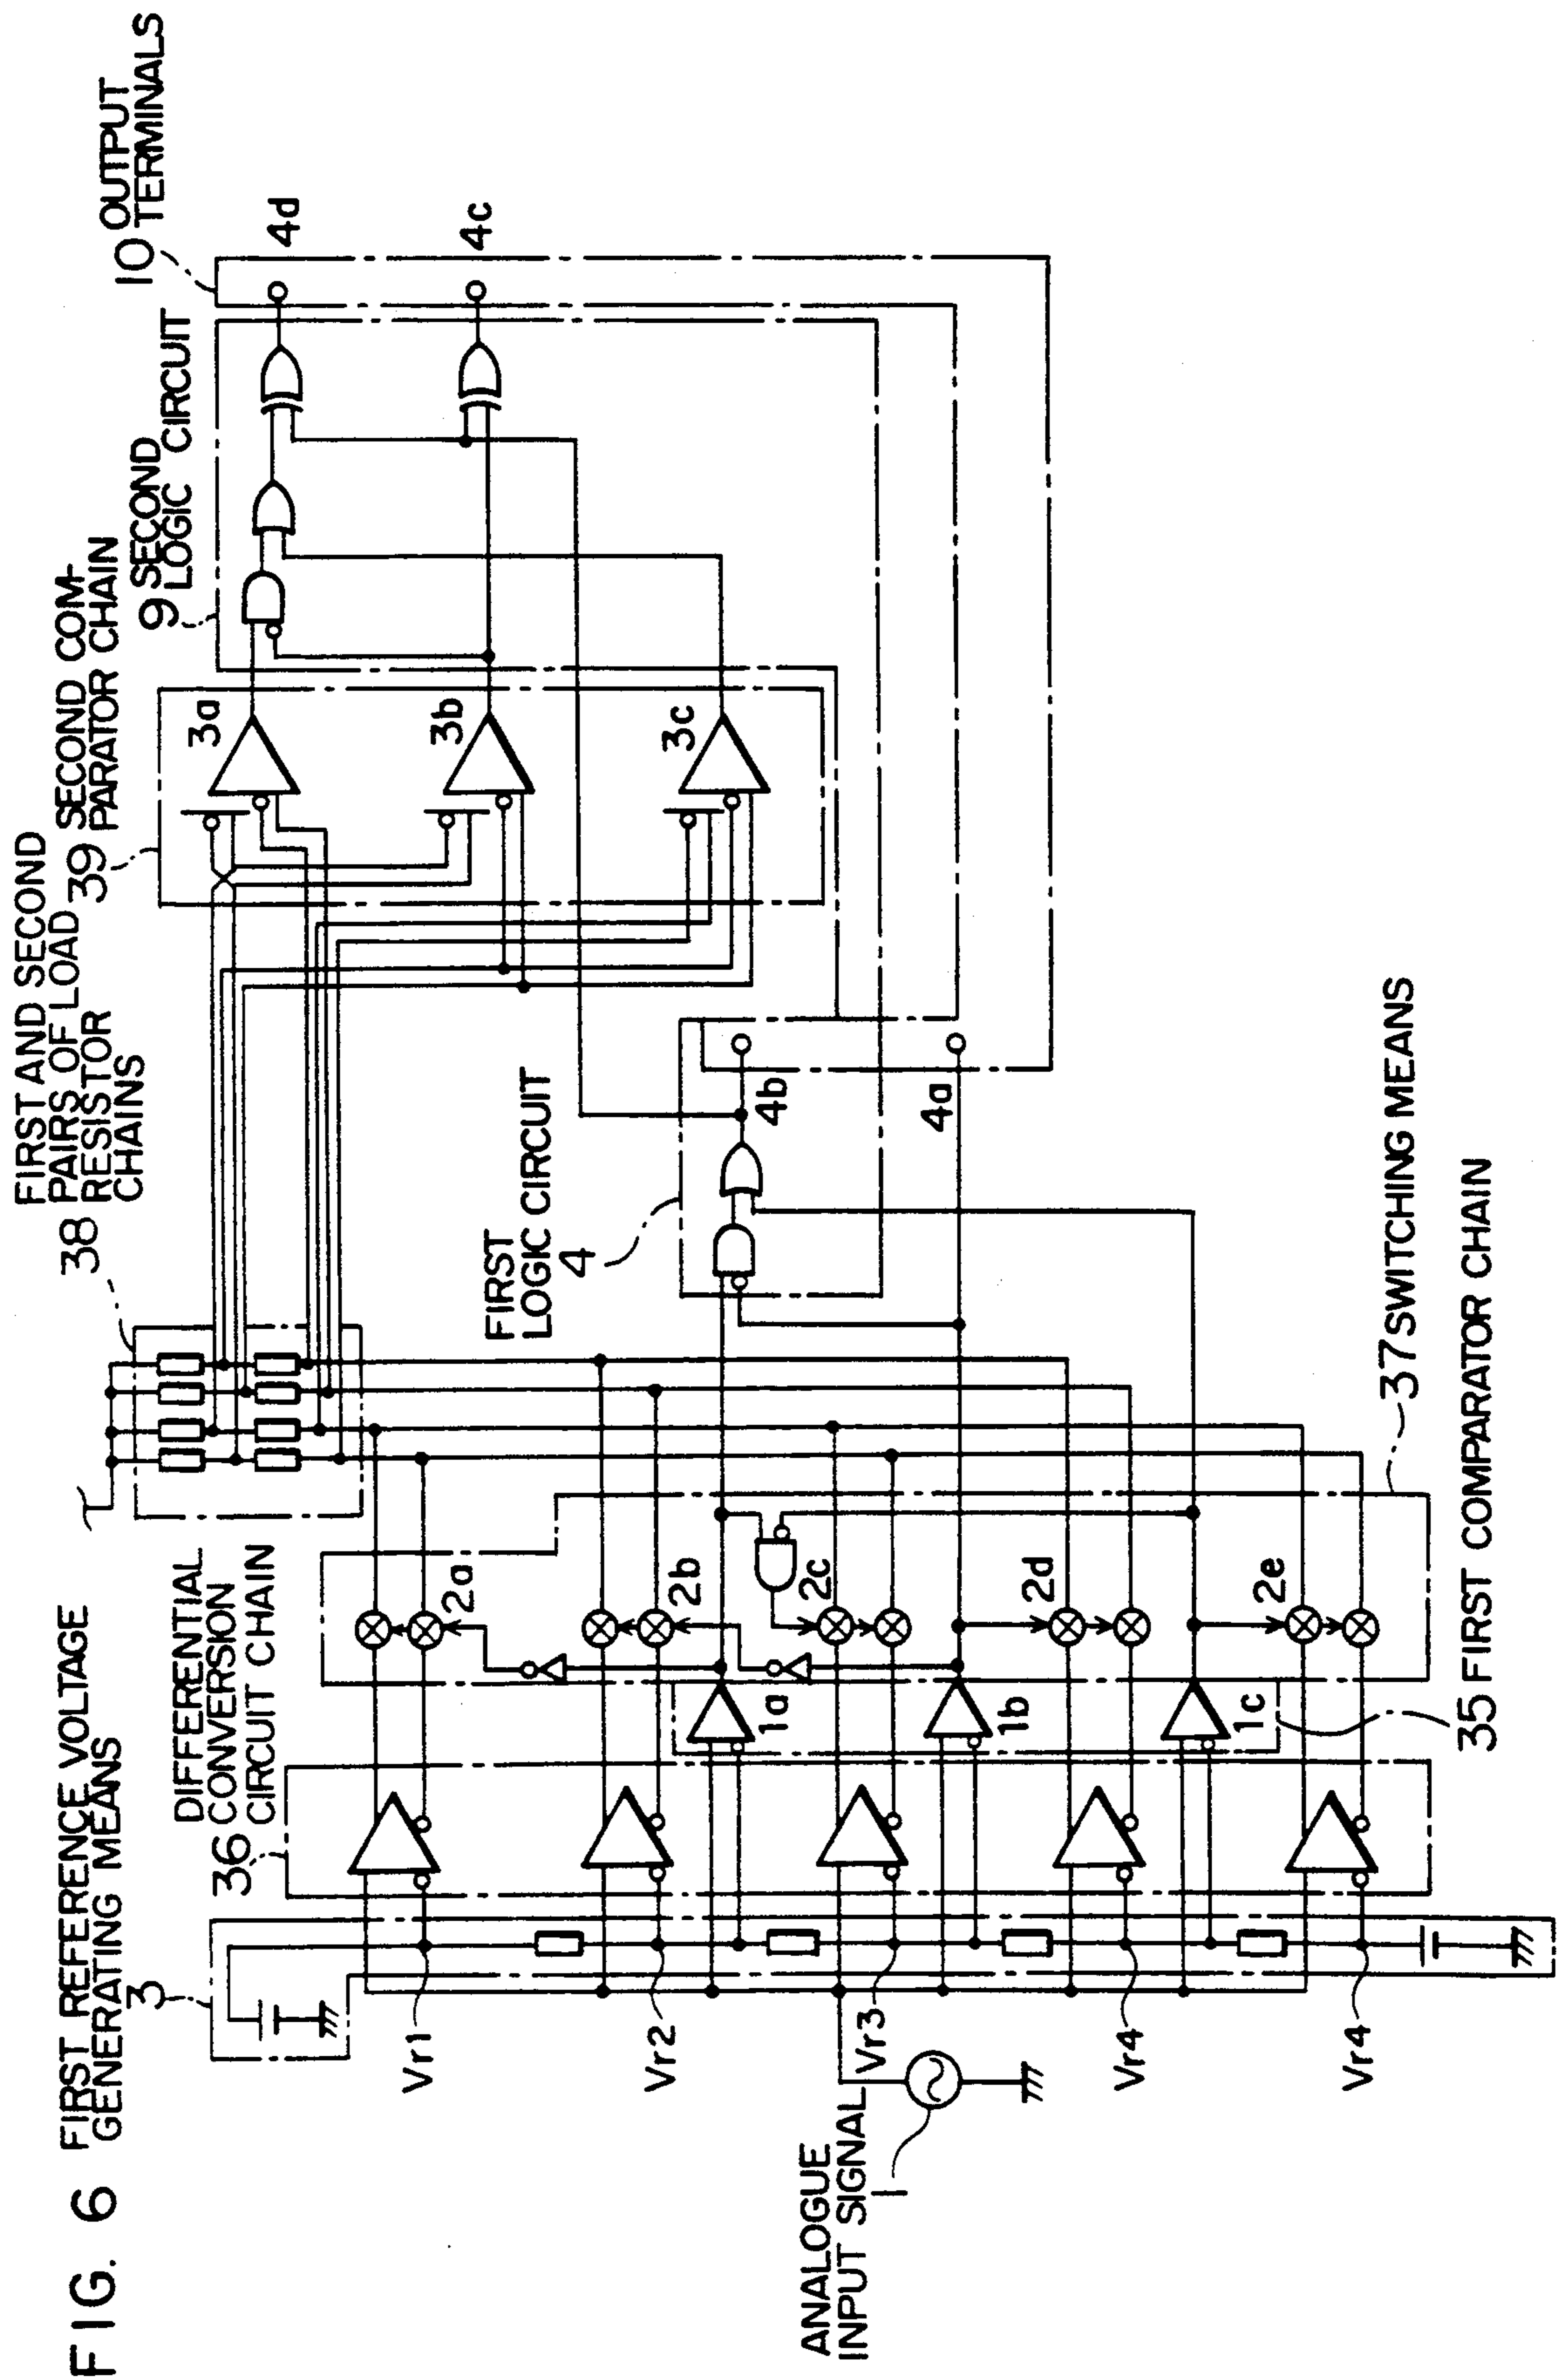 FIG. 6
3 FIRST REFERENCE VOLTAGE
GENERATING MEANS
36 DIFFERENTIAL
CONVERSION
CIRCUIT CHAIN
38 FIRST AND SECOND
PAIRS OF LOAD
RESISTOR
CHAINS
39 SECOND COM-
PARATOR CHAIN
9 SECOND
LOGIC CIRCUIT
10 OUTPUT
TERMINALS
Vr1
Vr2
Vr3
Vr4
Vr4
ANALOGUE
INPUT SIGNAL
1
1a
1b
1c
2a
2b
2c
2d
2e
FIRST
LOGIC CIRCUIT
4
3a
3b
3c
4b
4a
4d
4c
37 SWITCHING MEANS
35 FIRST COMPARATOR CHAIN